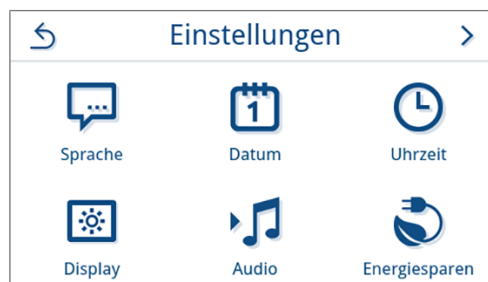 Einstellungen
Sprache Datum 1 Uhrzeit
Display Audio Energiesparen